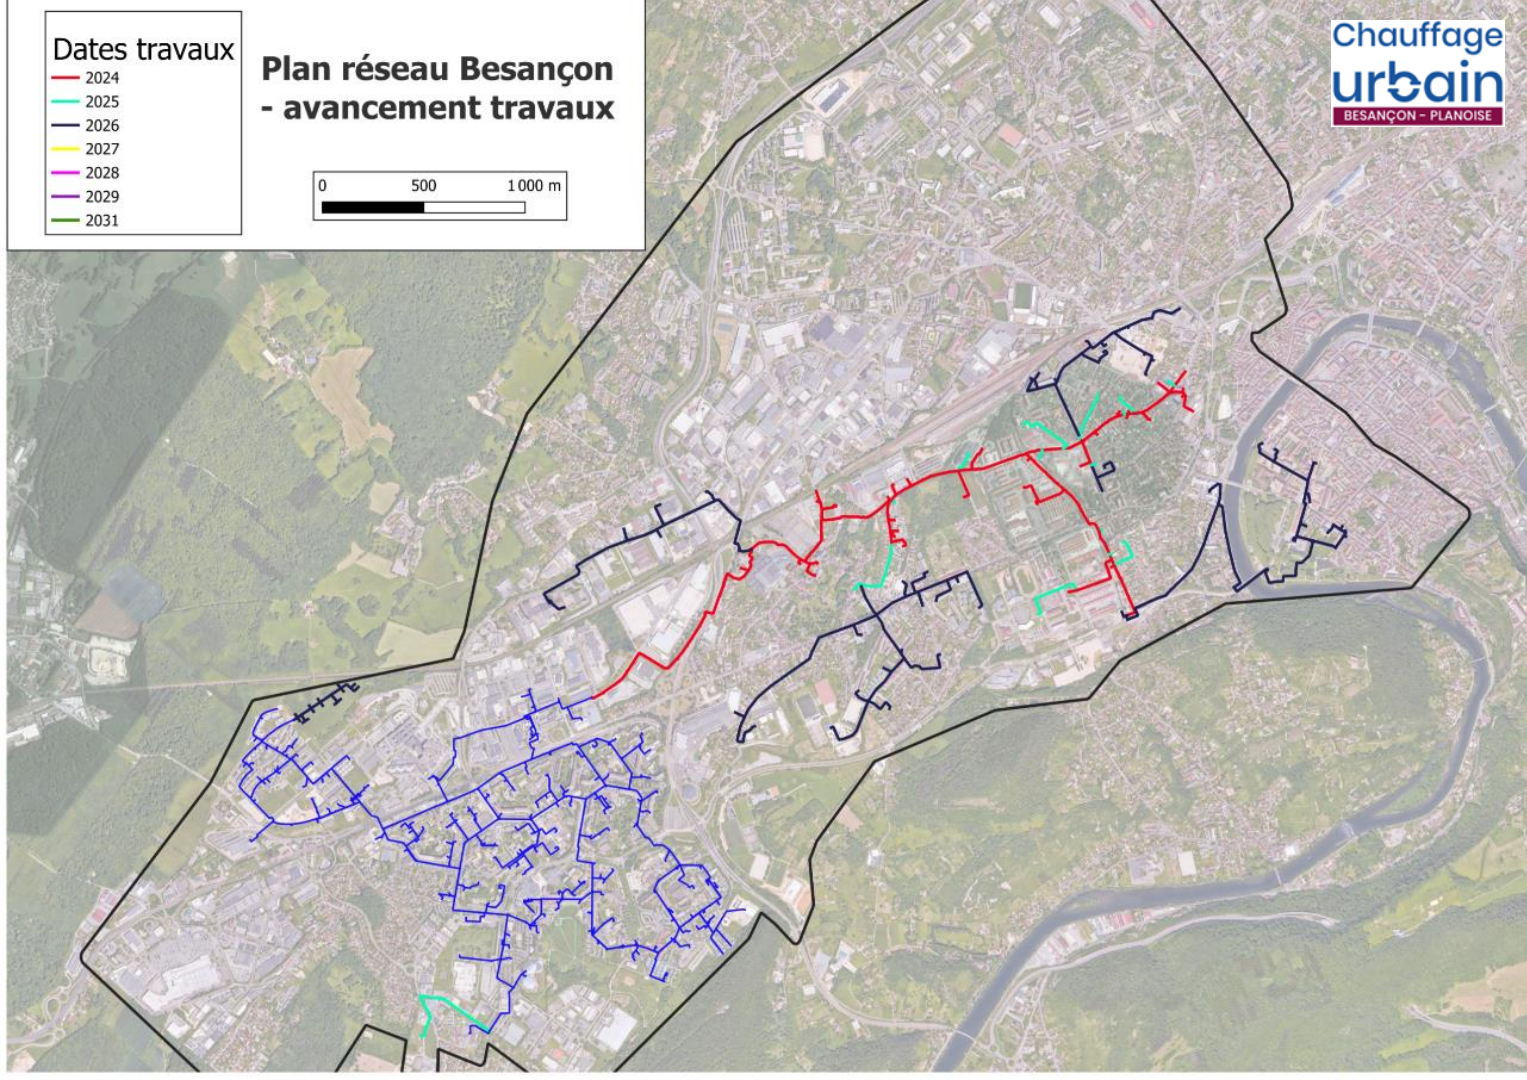 Dates travaux
2024
2025
2026
2027
2028
2029
2031
Plan réseau Besançon
- avancement travaux
0 500 1 000 m
Chauffage
urbain
BESANÇON - PLANOISE